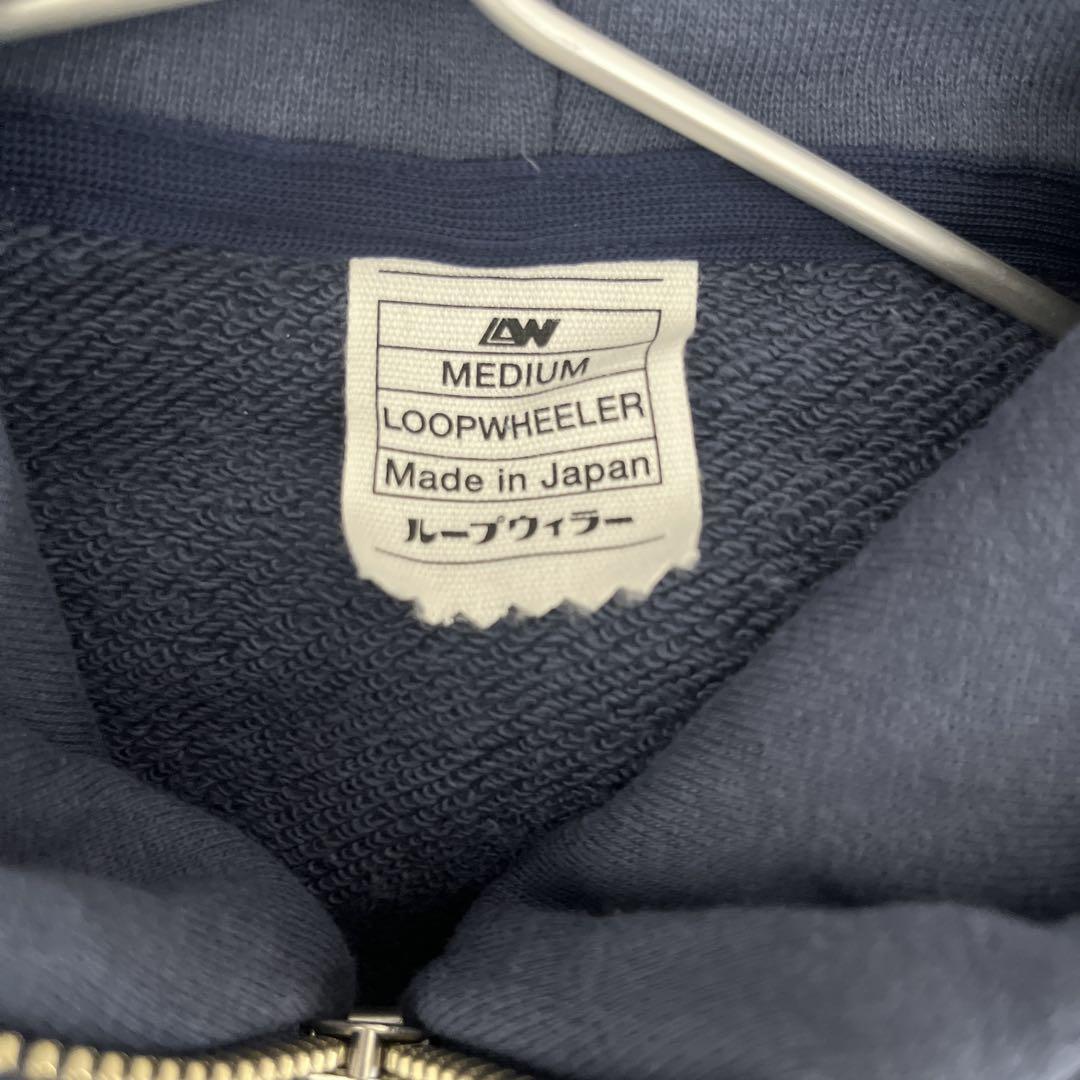 LW
MEDIUM
LOOPWHEELER
Made in Japan
ループウィラー